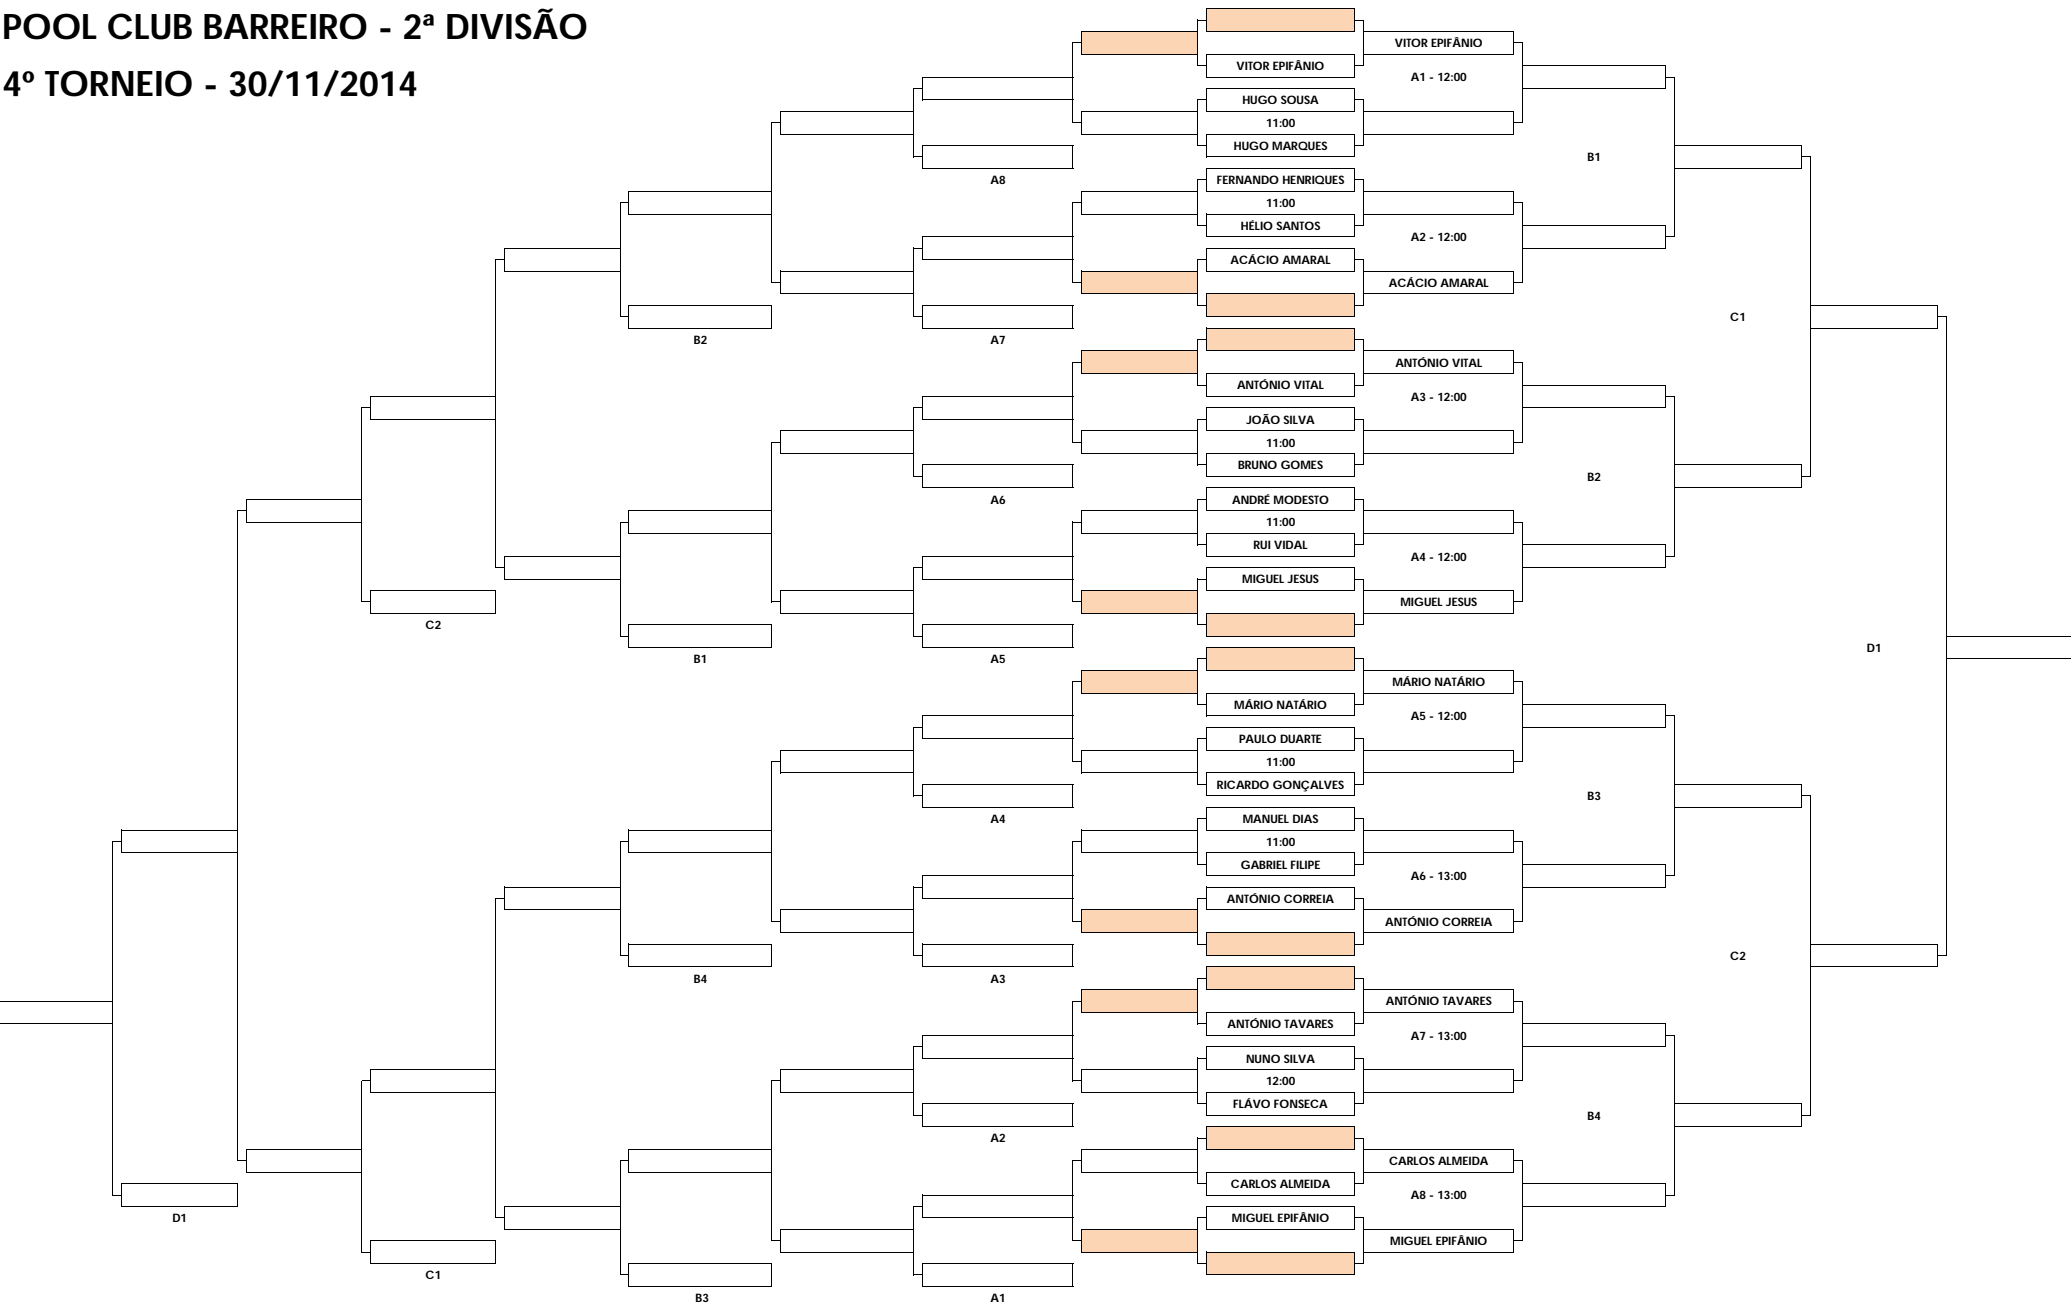 POOL CLUB BARREIRO - 2ª DIVISÃO
4º TORNEIO - 30/11/2014
VITOR EPIFÂNIO
VITOR EPIFÂNIO
A1 - 12:00
HUGO SOUSA
11:00
HUGO MARQUES
B1
A8
FERNANDO HENRIQUES
11:00
HÉLIO SANTOS
A2 - 12:00
ACÁCIO AMARAL
ACÁCIO AMARAL
C1
B2
A7
ANTÓNIO VITAL
ANTÓNIO VITAL
A3 - 12:00
JOÃO SILVA
11:00
BRUNO GOMES
B2
A6
ANDRÉ MODESTO
11:00
RUI VIDAL
A4 - 12:00
MIGUEL JESUS
MIGUEL JESUS
C2
D1
B1
A5
MÁRIO NATÁRIO
MÁRIO NATÁRIO
A5 - 12:00
PAULO DUARTE
11:00
RICARDO GONÇALVES
B3
A4
MANUEL DIAS
11:00
GABRIEL FILIPE
A6 - 13:00
ANTÓNIO CORREIA
ANTÓNIO CORREIA
C2
B4
A3
ANTÓNIO TAVARES
ANTÓNIO TAVARES
A7 - 13:00
NUNO SILVA
12:00
FLÁVO FONSECA
B4
A2
CARLOS ALMEIDA
CARLOS ALMEIDA
A8 - 13:00
D1
MIGUEL EPIFÂNIO
MIGUEL EPIFÂNIO
C1
B3
A1